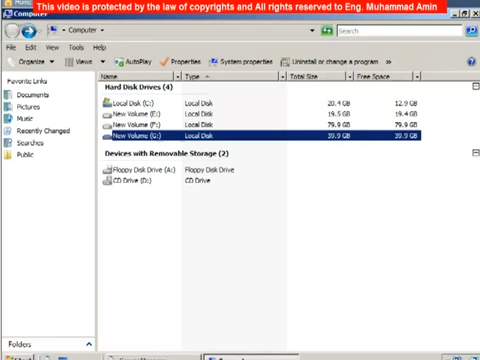 This video is protected by the law of copyrights and All rights reserved to Eng. Muhammad Amin
Computer
Computer
Search
File Edit View Tools Help
Organize Views AutoPlay Properties System properties Uninstall or change a program »
Favorite Links
Name Type Total Size Free Space
Hard Disk Drives (4)
Documents
Local Disk (C:) Local Disk 20.4 GB 12.9 GB
Pictures
New Volume (E:) Local Disk 19.5 GB 19.4 GB
Music
New Volume (F:) Local Disk 79.9 GB 79.9 GB
Recently Changed
New Volume (G:) Local Disk 39.9 GB 39.9 GB
Searches
Public
Devices with Removable Storage (2)
Floppy Disk Drive (A:) Floppy Disk Drive
CD Drive (D:) CD Drive
Folders